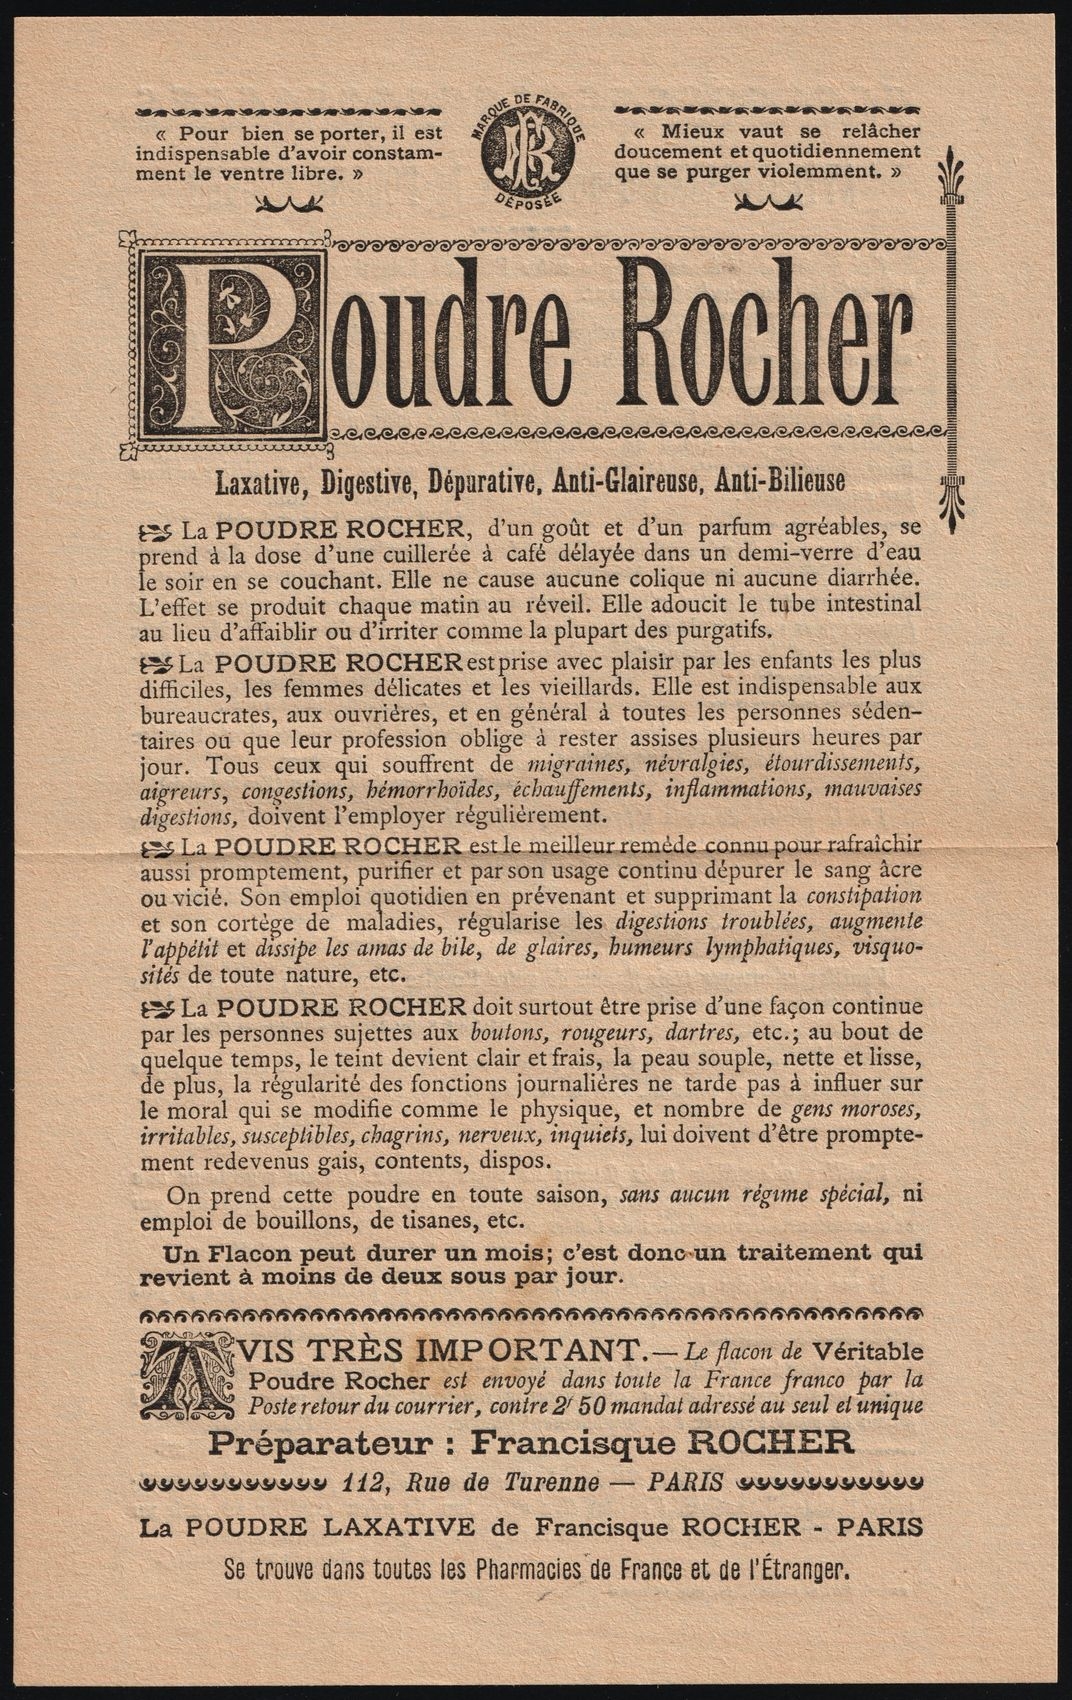 « Pour bien se porter, il est
indispensable d'avoir constam-
ment le ventre libre. »
MARQUE DE FABRIQUE
FR
DÉPOSÉE
« Mieux vaut se relâcher
doucement et quotidiennement
que se purger violemment. »
Poudre Rocher
Laxative, Digestive, Dépurative, Anti-Glaireuse, Anti-Bilieuse
La POUDRE ROCHER, d'un goût et d'un parfum agréables, se
prend à la dose d'une cuillerée à café délayée dans un demi-verre d'eau
le soir en se couchant. Elle ne cause aucune colique ni aucune diarrhée.
L'effet se produit chaque matin au réveil. Elle adoucit le tube intestinal
au lieu d'affaiblir ou d'irriter comme la plupart des purgatifs.
La POUDRE ROCHER est prise avec plaisir par les enfants les plus
difficiles, les femmes délicates et les vieillards. Elle est indispensable aux
bureaucrates, aux ouvrières, et en général à toutes les personnes séden-
taires ou que leur profession oblige à rester assises plusieurs heures par
jour. Tous ceux qui souffrent de migraines, névralgies, étourdissements,
aigreurs, congestions, hémorrhoïdes, échauffements, inflammations, mauvaises
digestions, doivent l'employer régulièrement.
La POUDRE ROCHER est le meilleur remède connu pour rafraîchir
aussi promptement, purifier et par son usage continu dépurer le sang âcre
ou vicié. Son emploi quotidien en prévenant et supprimant la constipation
et son cortège de maladies, régularise les digestions troublées, augmente
l'appétit et dissipe les amas de bile, de glaires, humeurs lymphatiques, visquo-
sités de toute nature, etc.
La POUDRE ROCHER doit surtout être prise d'une façon continue
par les personnes sujettes aux boutons, rougeurs, dartres, etc.; au bout de
quelque temps, le teint devient clair et frais, la peau souple, nette et lisse,
de plus, la régularité des fonctions journalières ne tarde pas à influer sur
le moral qui se modifie comme le physique, et nombre de gens moroses,
irritables, susceptibles, chagrins, nerveux, inquiets, lui doivent d'être prompte-
ment redevenus gais, contents, dispos.
On prend cette poudre en toute saison, sans aucun régime spécial, ni
emploi de bouillons, de tisanes, etc.
Un Flacon peut durer un mois; c'est donc un traitement qui
revient à moins de deux sous par jour.
AVIS TRÈS IMPORTANT.— Le flacon de Véritable
Poudre Rocher est envoyé dans toute la France franco par la
Poste retour du courrier, contre 2f 50 mandat adressé au seul et unique
Préparateur : Francisque ROCHER
112, Rue de Turenne — PARIS
La POUDRE LAXATIVE de Francisque ROCHER - PARIS
Se trouve dans toutes les Pharmacies de France et de l'Étranger.